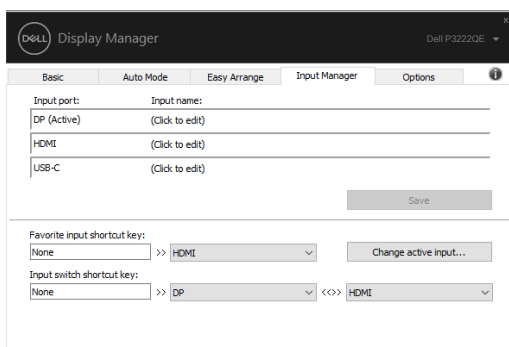 DELL Display Manager Dell P3222QE
Basic Auto Mode Easy Arrange Input Manager Options
Input port: Input name:
DP (Active) (Click to edit)
HDMI (Click to edit)
USB-C (Click to edit)
Save
Favorite input shortcut key:
None >> HDMI Change active input...
Input switch shortcut key:
None >> DP <<>> HDMI